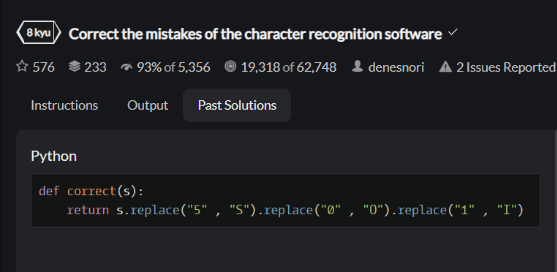 8 kyu Correct the mistakes of the character recognition software
576 233 93% of 5,356 19,318 of 62,748 denesnori 2 Issues Reported
Instructions Output Past Solutions
Python
def correct(s):
return s.replace("5" , "S").replace("0" , "O").replace("1" , "I")